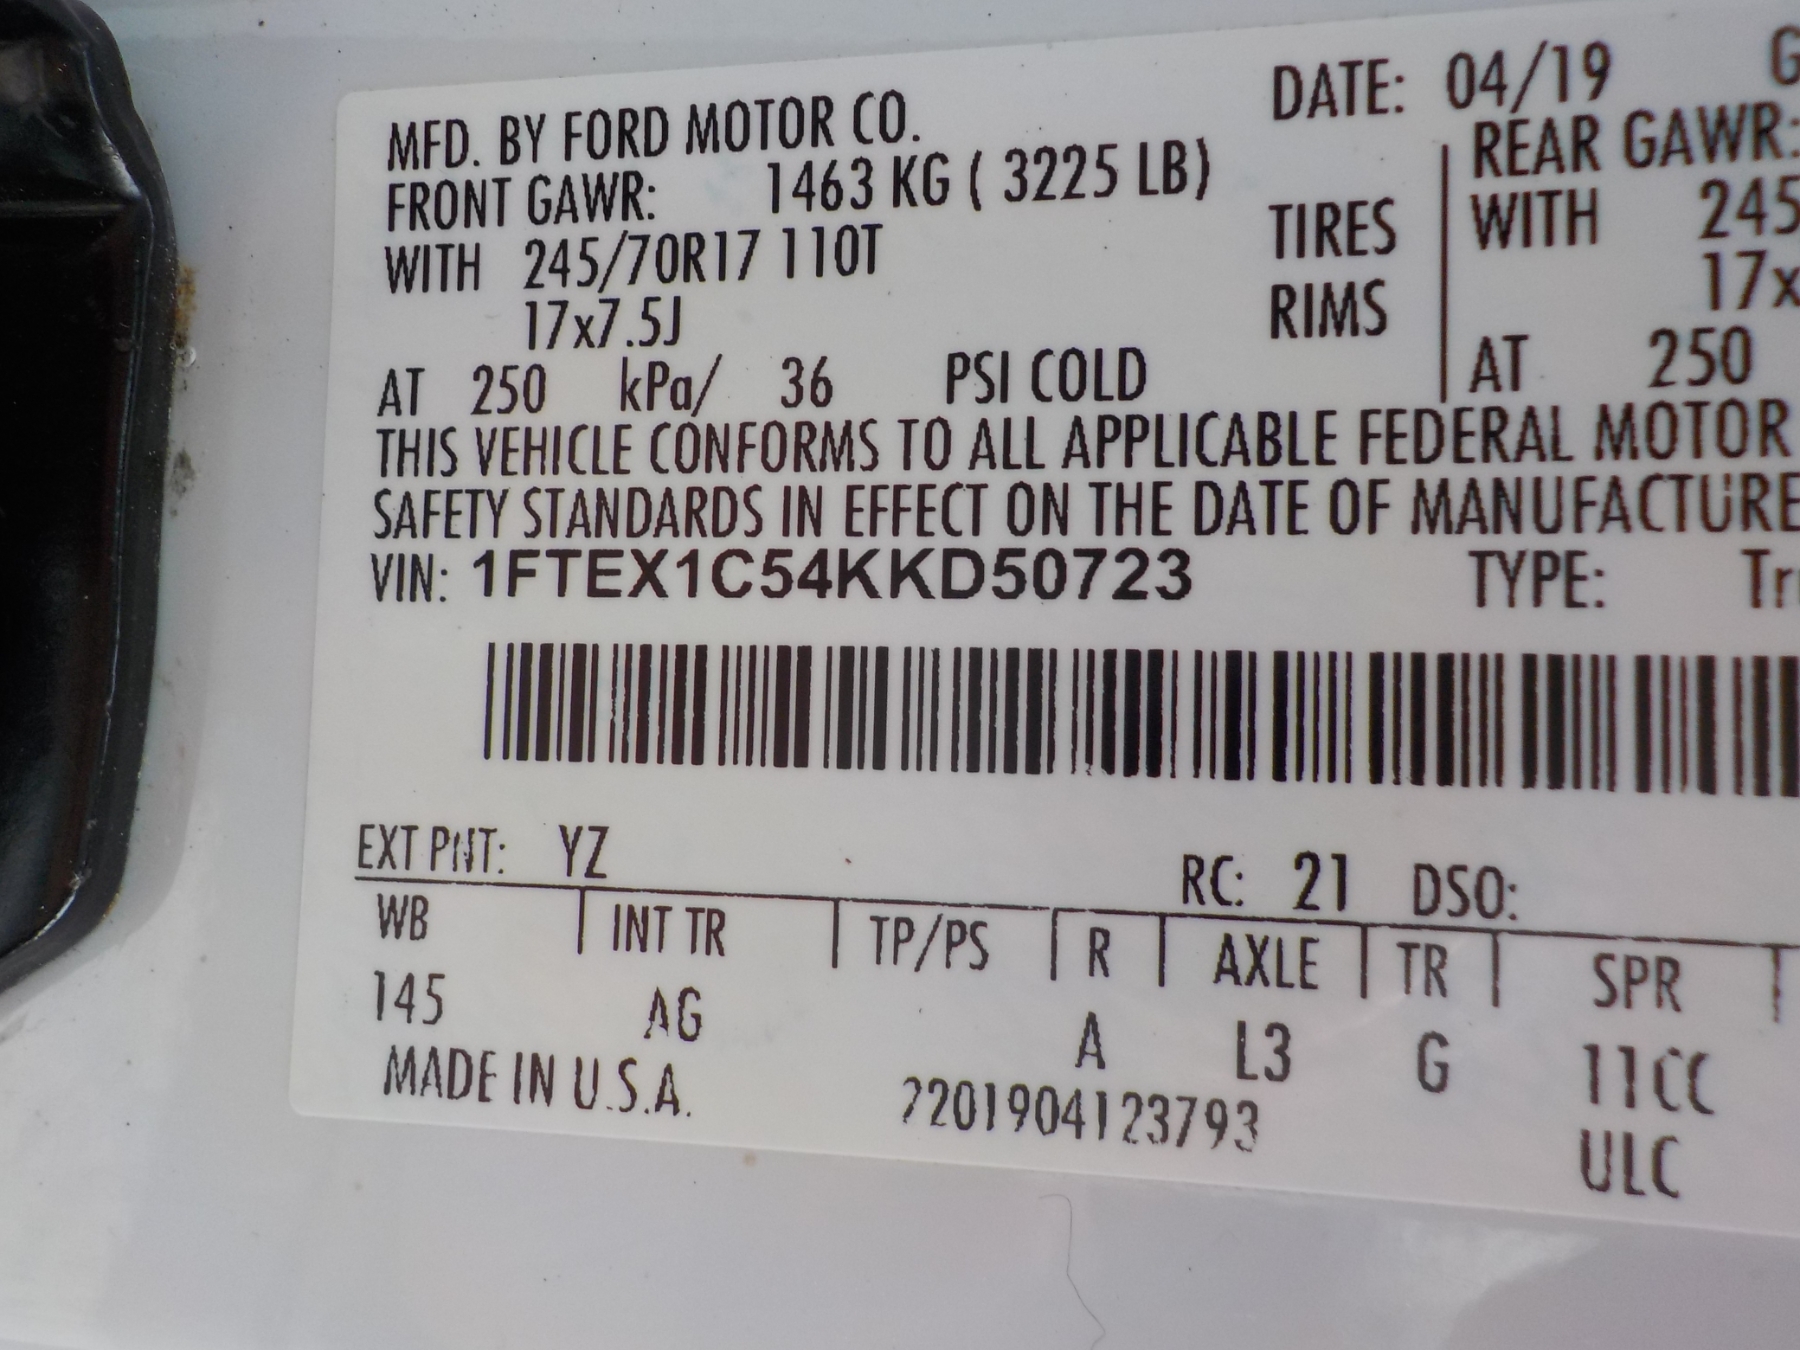 DATE: 04/19 G
MFD. BY FORD MOTOR CO.
FRONT GAWR: 1463 KG ( 3225 LB) REAR GAWR:
WITH 245/70R17 110T TIRES WITH 245
17x7.5J RIMS 17x
AT 250 kPa/ 36 PSI COLD AT 250
THIS VEHICLE CONFORMS TO ALL APPLICABLE FEDERAL MOTOR
SAFETY STANDARDS IN EFFECT ON THE DATE OF MANUFACTURE
VIN: 1FTEX1C54KKD50723 TYPE: Tru
EXT PNT: YZ RC: 21 DSO:
WB INT TR TP/PS R AXLE TR SPR
145 AG A L3 G 11CC
MADE IN U.S.A. 7201904123793 ULC